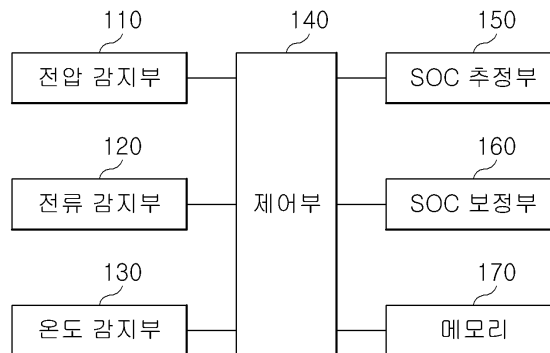 110
140
150
전압 감지부
SOC 추정부
120
160
전류 감지부
제어부
SOC 보정부
130
170
온도 감지부
메모리